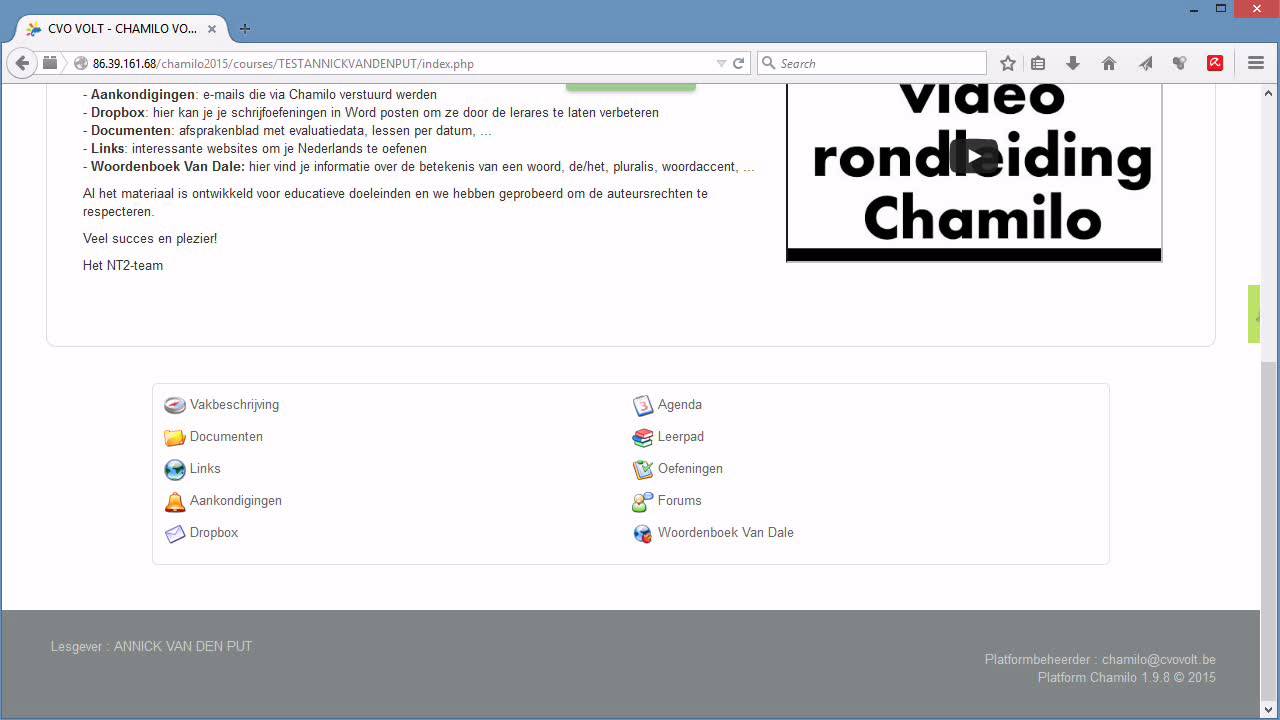 CVO VOLT - CHAMILO VO...
86.39.161.68/chamilo2015/courses/TESTANNICKVANDENPUT/index.php
Search
- Aankondigingen: e-mails die via Chamilo verstuurd werden
- Dropbox: hier kan je je schrijfoefeningen in Word posten om ze door de lerares te laten verbeteren
- Documenten: afsprakenblad met evaluatiedata, lessen per datum, ...
- Links: interessante websites om je Nederlands te oefenen
- Woordenboek Van Dale: hier vind je informatie over de betekenis van een woord, de/het, pluralis, woordaccent, ...
Al het materiaal is ontwikkeld voor educatieve doeleinden en we hebben geprobeerd om de auteursrechten te
respecteren.
Veel succes en plezier!
Het NT2-team
video
rondleiding
Chamilo
Vakbeschrijving
Agenda
Documenten
Leerpad
Links
Oefeningen
Aankondigingen
Forums
Dropbox
Woordenboek Van Dale
Lesgever : ANNICK VAN DEN PUT
Platformbeheerder : chamilo@cvovolt.be
Platform Chamilo 1.9.8 © 2015